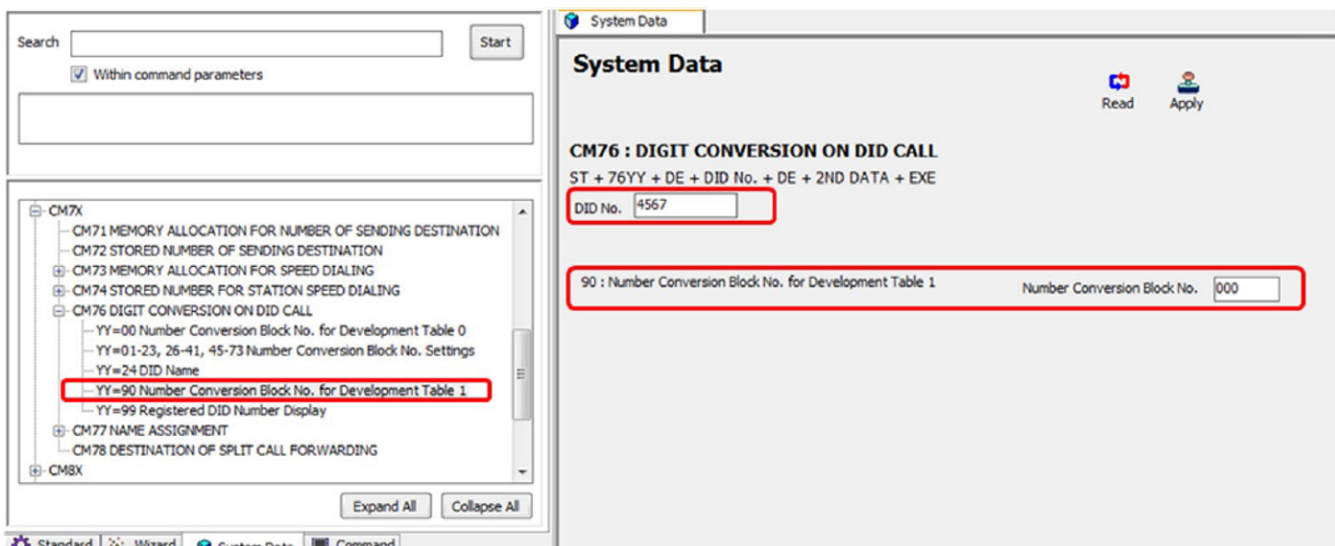 Search
Start
Within command parameters
CM7X
CM71 MEMORY ALLOCATION FOR NUMBER OF SENDING DESTINATION
CM72 STORED NUMBER OF SENDING DESTINATION
CM73 MEMORY ALLOCATION FOR SPEED DIALING
CM74 STORED NUMBER FOR STATION SPEED DIALING
CM76 DIGIT CONVERSION ON DID CALL
YY=00 Number Conversion Block No. for Development Table 0
YY=01-23, 26-41, 45-73 Number Conversion Block No. Settings
YY=24 DID Name
YY=90 Number Conversion Block No. for Development Table 1
YY=99 Registered DID Number Display
CM77 NAME ASSIGNMENT
CM78 DESTINATION OF SPLIT CALL FORWARDING
CM8X
Expand All Collapse All
Standard Wizard System Data Command
System Data
System Data
Read Apply
CM76 : DIGIT CONVERSION ON DID CALL
ST + 76YY + DE + DID No. + DE + 2ND DATA + EXE
DID No. 4567
90 : Number Conversion Block No. for Development Table 1 Number Conversion Block No. 000